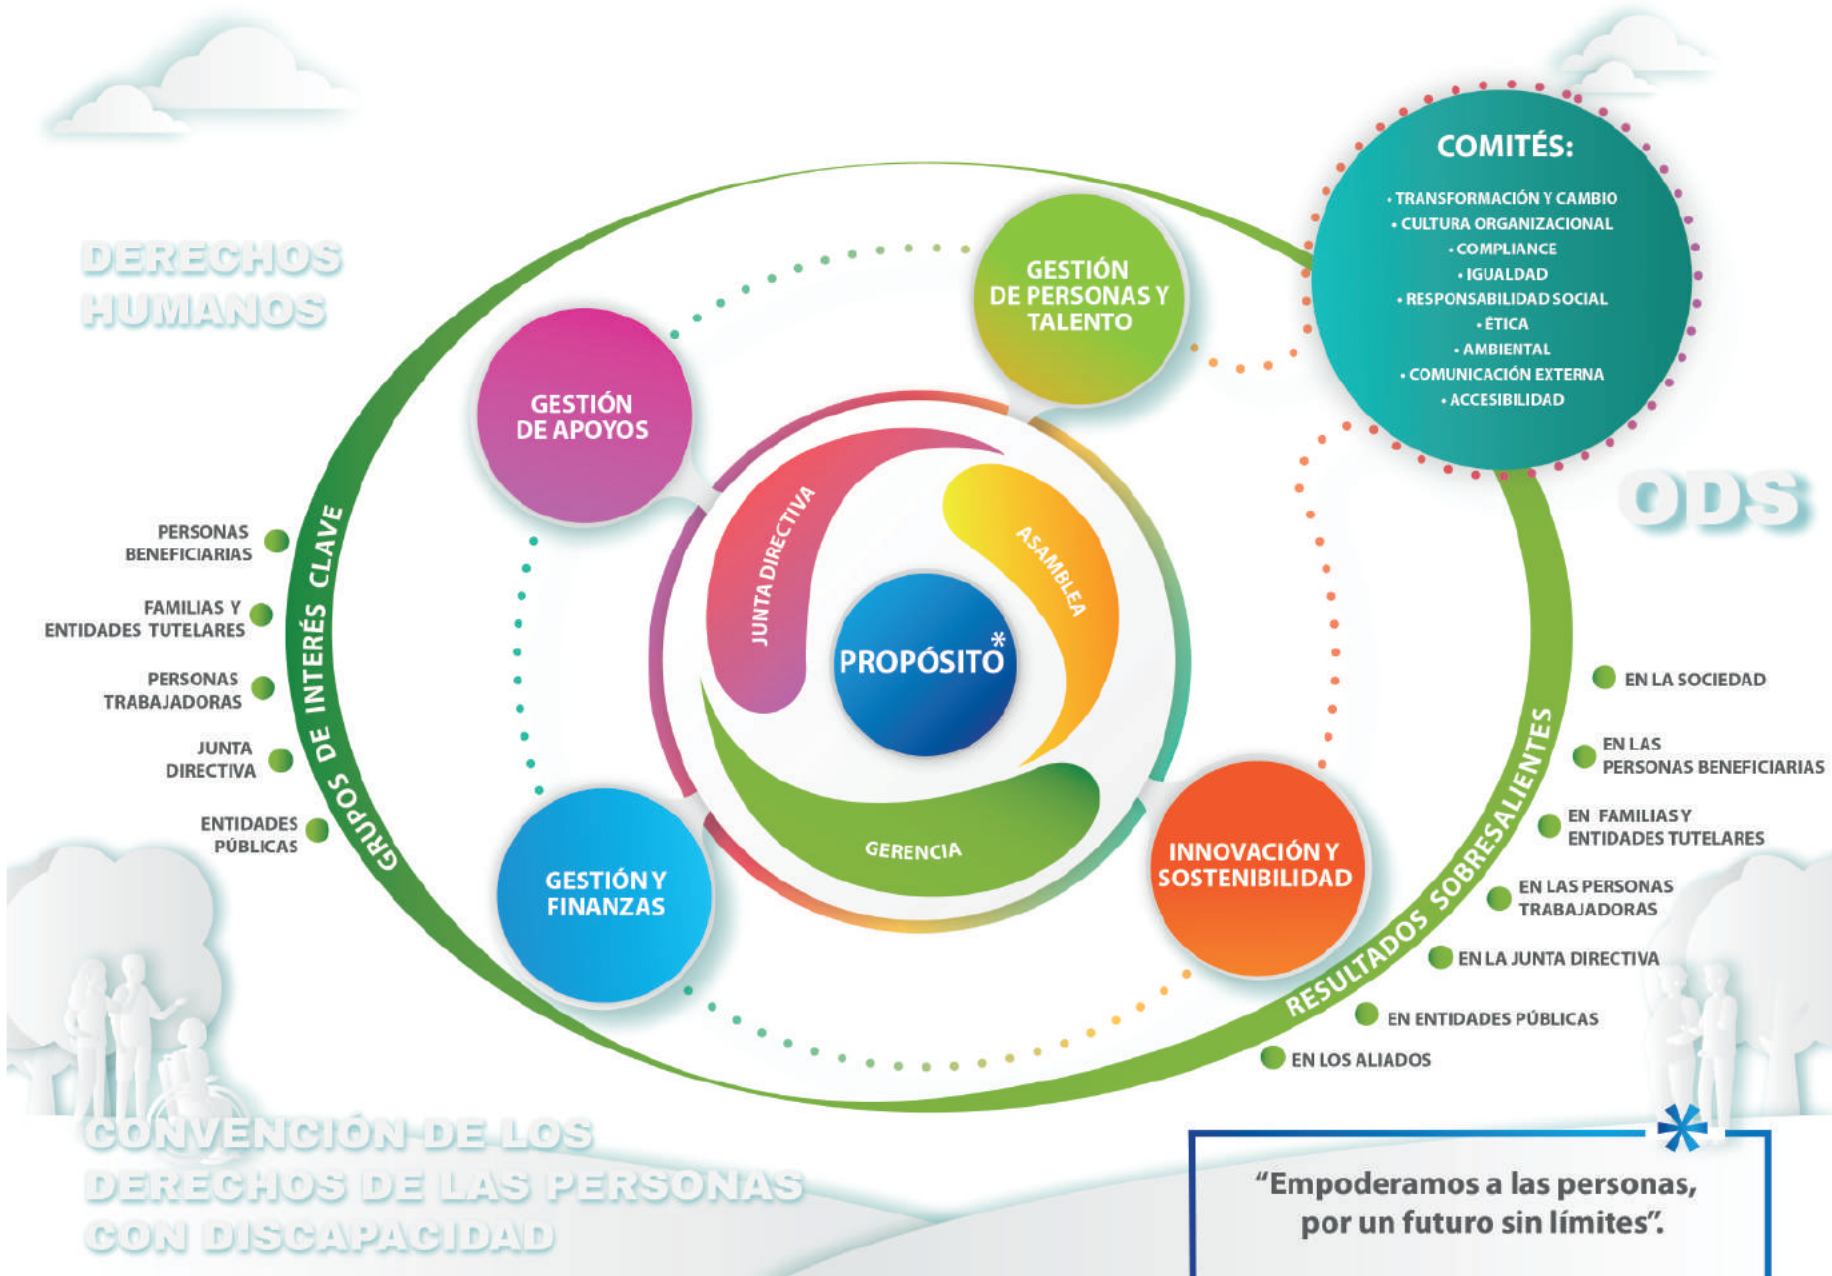 DERECHOS
HUMANOS
COMITÉS:
• TRANSFORMACIÓN Y CAMBIO
• CULTURA ORGANIZACIONAL
• COMPLIANCE
• IGUALDAD
• RESPONSABILIDAD SOCIAL
• ÉTICA
• AMBIENTAL
• COMUNICACIÓN EXTERNA
• ACCESIBILIDAD
GESTIÓN
DE PERSONAS Y
TALENTO
GESTIÓN
DE APOYOS
ODS
JUNTA DIRECTIVA
ASAMBLEA
PROPÓSITO*
GERENCIA
GESTIÓN Y
FINANZAS
INNOVACIÓN Y
SOSTENIBILIDAD
GRUPOS DE INTERÉS CLAVE
PERSONAS
BENEFICIARIAS
FAMILIAS Y
ENTIDADES TUTELARES
PERSONAS
TRABAJADORAS
JUNTA
DIRECTIVA
ENTIDADES
PÚBLICAS
RESULTADOS SOBRESALIENTES
EN LA SOCIEDAD
EN LAS
PERSONAS BENEFICIARIAS
EN FAMILIAS Y
ENTIDADES TUTELARES
EN LAS PERSONAS
TRABAJADORAS
EN LA JUNTA DIRECTIVA
EN ENTIDADES PÚBLICAS
EN LOS ALIADOS
CONVENCIÓN DE LOS
DERECHOS DE LAS PERSONAS
CON DISCAPACIDAD
*
“Empoderamos a las personas,
por un futuro sin límites”.